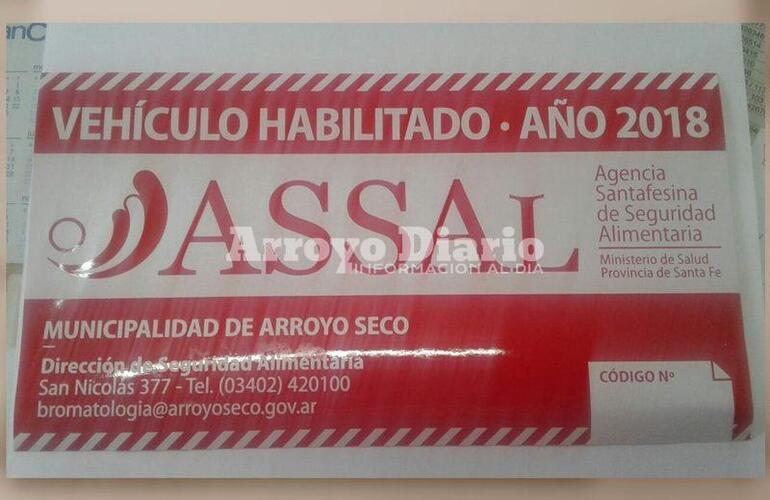 VEHÍCULO HABILITADO · AÑO 2018
ASSAL
Agencia
Santafesina
de Seguridad
Alimentaria
Ministerio de Salud
Provincia de Santa Fe
Arroyo Diario
INFORMACION AL DIA
MUNICIPALIDAD DE ARROYO SECO
Dirección de Seguridad Alimentaria
San Nicolás 377 - Tel. (03402) 420100
bromatologia@arroyoseco.gov.ar
CÓDIGO Nº